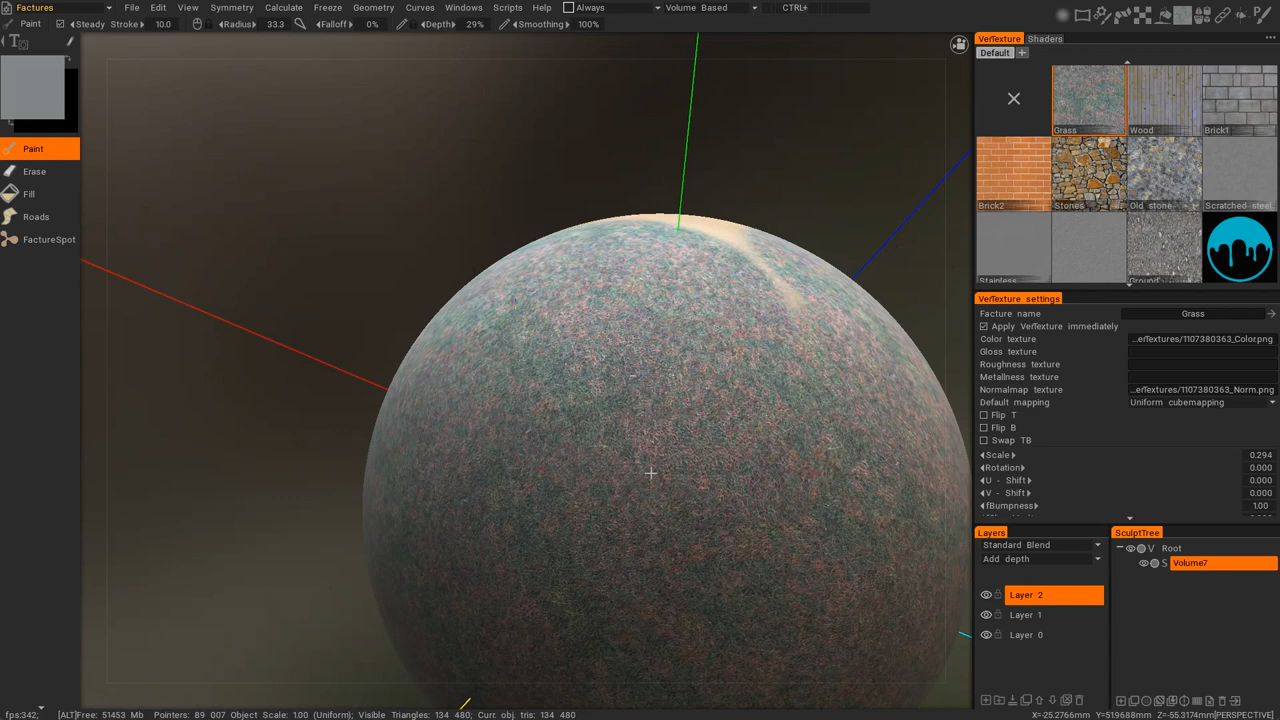 Factures File Edit View Symmetry Calculate Freeze Geometry Curves Windows Scripts Help Always Volume Based CTRL+
Paint Steady Stroke 10.0 Radius 33.3 Falloff 0% Depth 29% Smoothing 100%
T
Paint
Erase
Fill
Roads
FactureSpot
VerTexture Shaders
Default +
Grass Wood Brick1
Brick2 Stones Old stone Scratched steel
Stainless Ground
VerTexture settings
Facture name Grass
Apply VerTexture immediately
Color texture ...erTextures/1107380363_Color.png
Gloss texture
Roughness texture
Metallness texture
Normalmap texture ...erTextures/1107380363_Norm.png
Default mapping Uniform cubemapping
Flip T
Flip B
Swap TB
Scale 0.294
Rotation 0.000
U - Shift 0.000
V - Shift 0.000
fBumpness 1.00
Layers
Standard Blend
Add depth
Layer 2
Layer 1
Layer 0
SculptTree
V Root
S Volume7
fps:342; [ALT]Free: 51453 Mb Pointers: 89 007 Object Scale: 1.00 (Uniform); Visible Triangles: 134 480; Curr. obj. tris: 134 480 X=-25.2766mm Y=51.9688mm Z=-55.3174mm[PERSPECTIVE]